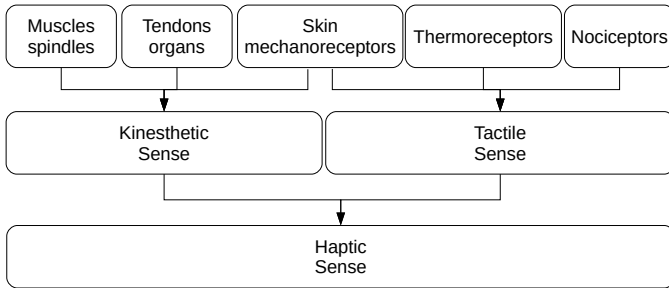 Muscles
spindles
Tendons
organs
Skin
mechanoreceptors
Thermoreceptors
Nociceptors
Kinesthetic
Sense
Tactile
Sense
Haptic
Sense